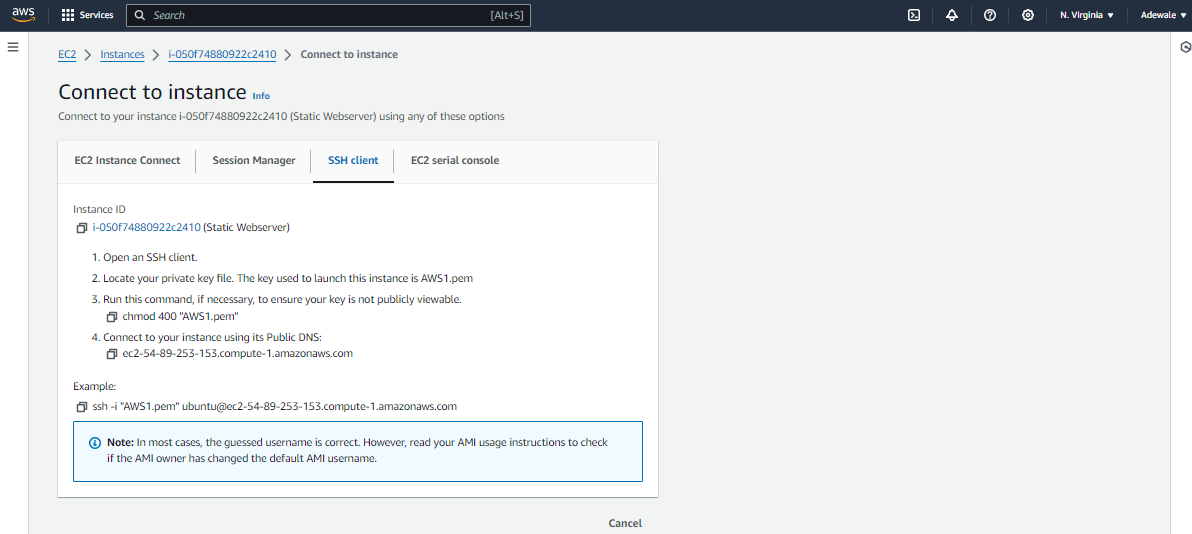 aws Services Search [Alt+S] N. Virginia Adewale
EC2 Instances i-050f74880922c2410 Connect to instance
Connect to instance Info
Connect to your instance i-050f74880922c2410 (Static Webserver) using any of these options
EC2 Instance Connect Session Manager SSH client EC2 serial console
Instance ID
i-050f74880922c2410 (Static Webserver)
1. Open an SSH client.
2. Locate your private key file. The key used to launch this instance is AWS1.pem
3. Run this command, if necessary, to ensure your key is not publicly viewable.
chmod 400 "AWS1.pem"
4. Connect to your instance using its Public DNS:
ec2-54-89-253-153.compute-1.amazonaws.com
Example:
ssh -i "AWS1.pem" ubuntu@ec2-54-89-253-153.compute-1.amazonaws.com
Note: In most cases, the guessed username is correct. However, read your AMI usage instructions to check
if the AMI owner has changed the default AMI username.
Cancel